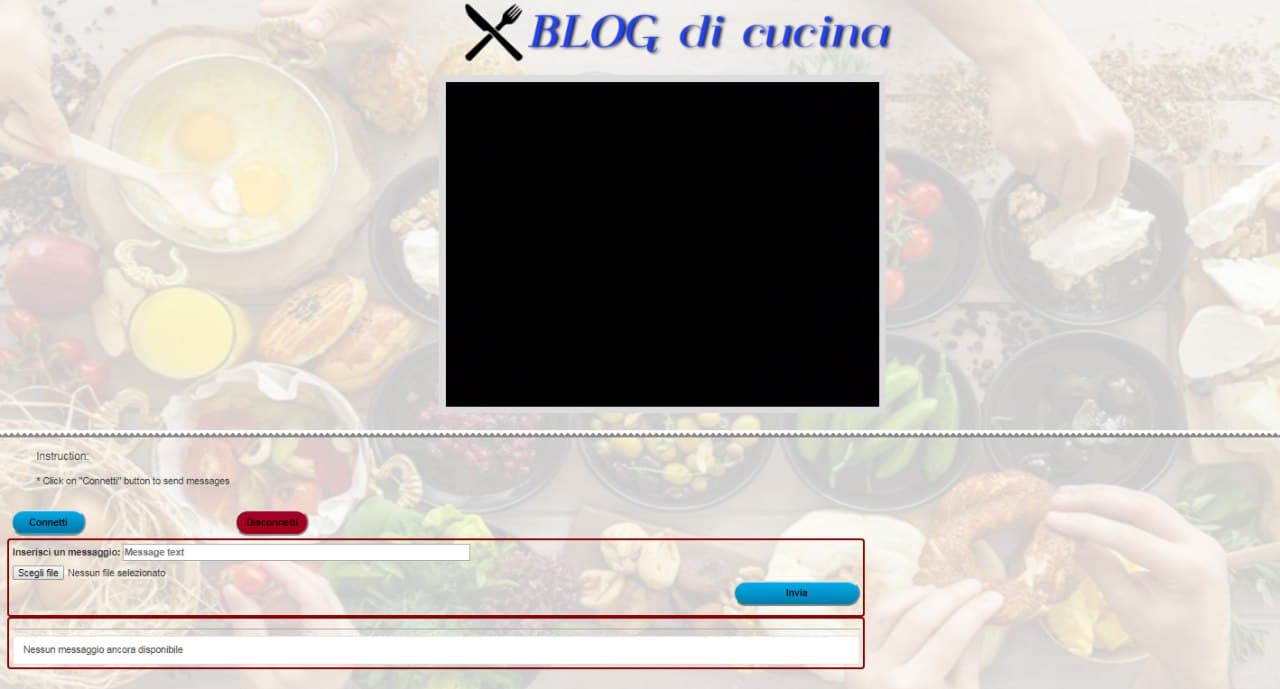 BLOG di cucina
Instruction:
* Click on "Connetti" button to send messages
Connetti Disconnetti
Inserisci un messaggio: Message text
Scegli file Nessun file selezionato
Invia
Nessun messaggio ancora disponibile